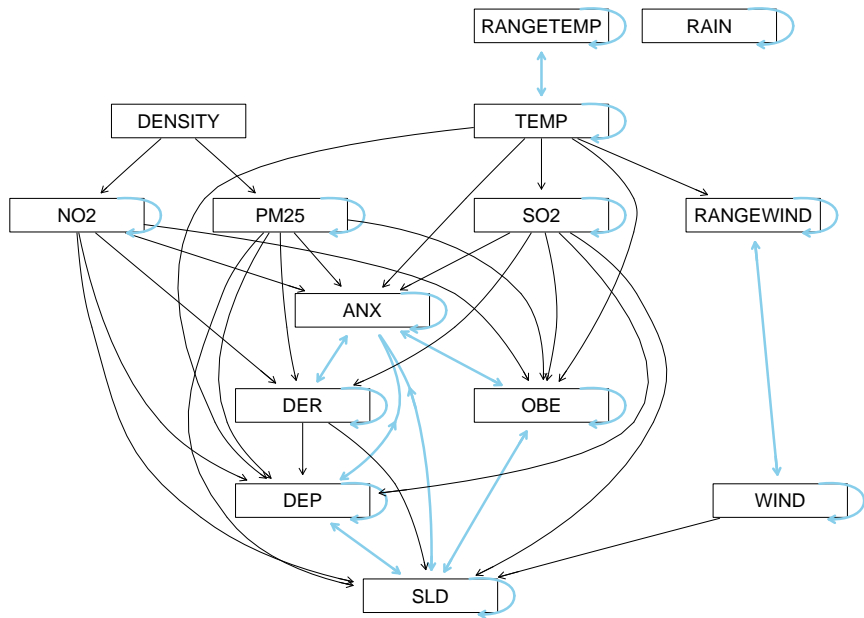 RANGETEMP
RAIN
DENSITY
TEMP
NO2
PM25
SO2
RANGEWIND
ANX
DER
OBE
DEP
WIND
SLD